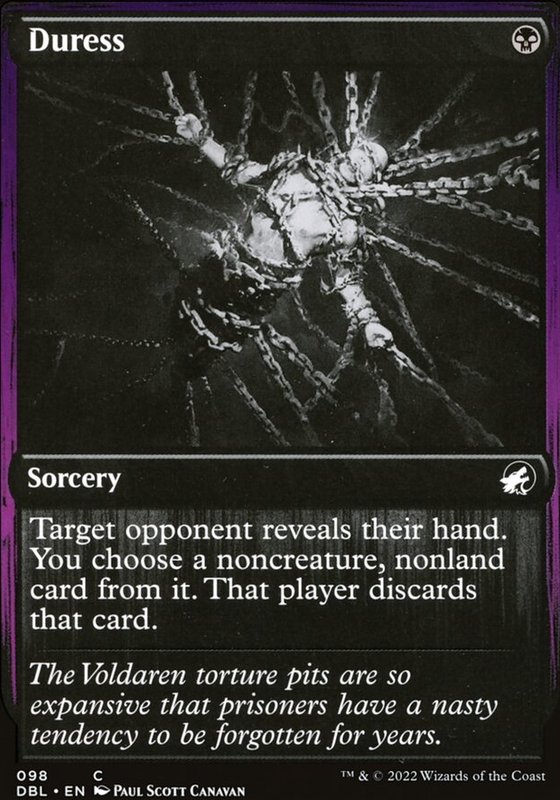 Duress
Sorcery
Target opponent reveals their hand.
You choose a noncreature, nonland
card from it. That player discards
that card.
The Voldaren torture pits are so
expansive that prisoners have a nasty
tendency to be forgotten for years.
098 C
DBL • EN Paul Scott Canavan
™ & © 2022 Wizards of the Coast